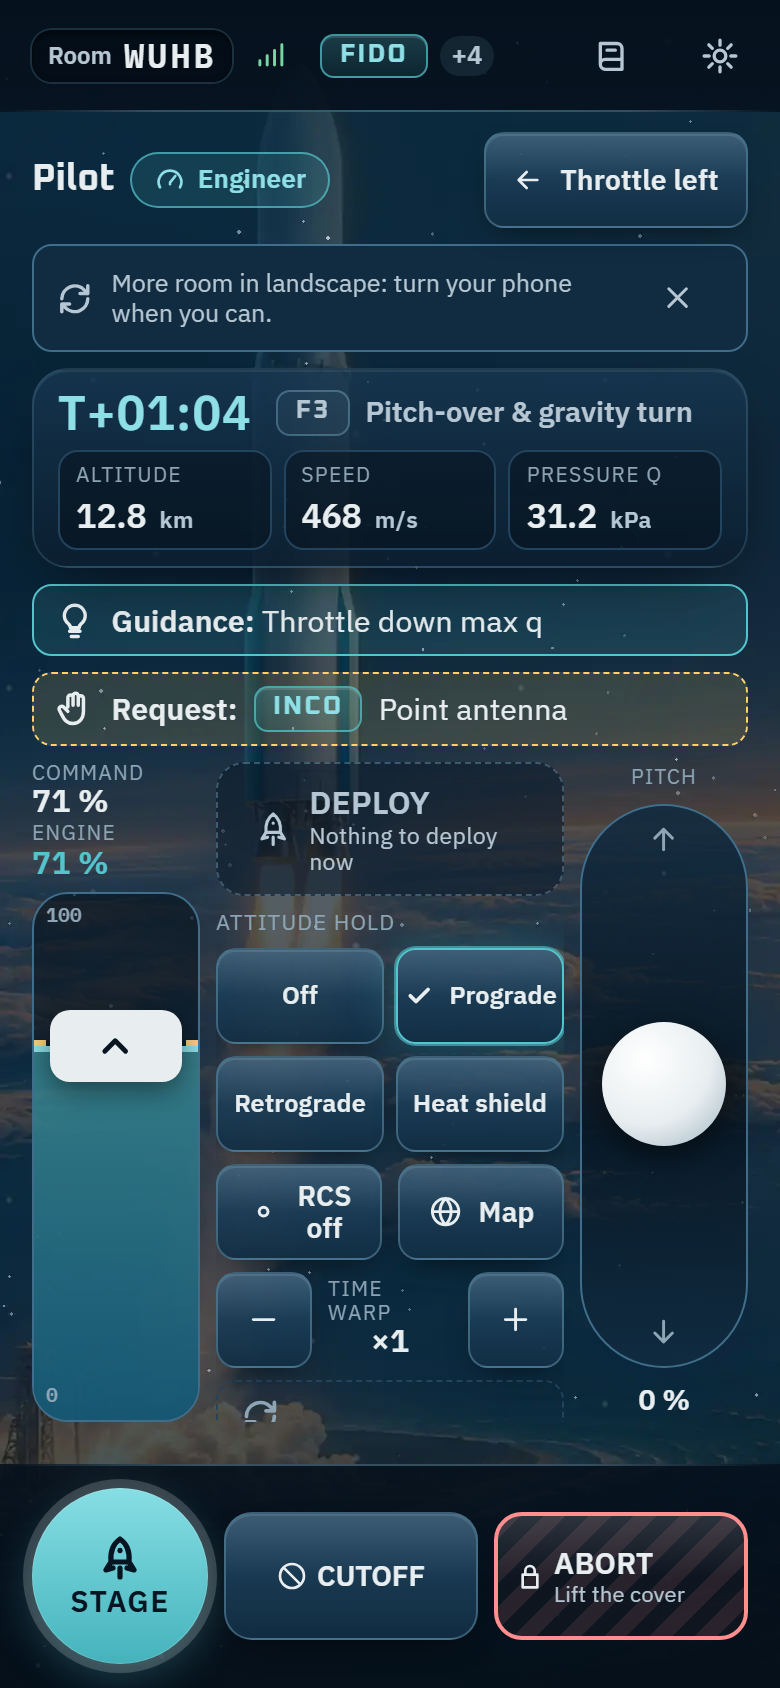 Room WUHB FIDO +4
Pilot Engineer Throttle left
More room in landscape: turn your phone
when you can.
T+01:04 F3 Pitch-over & gravity turn
ALTITUDE SPEED PRESSURE Q
12.8 km 468 m/s 31.2 kPa
Guidance: Throttle down max q
Request: INCO Point antenna
COMMAND
71 %
ENGINE
71 %
100
0
DEPLOY
Nothing to deploy
now
ATTITUDE HOLD
Off Prograde
Retrograde Heat shield
RCS
off
Map
TIME
WARP
×1
PITCH
0 %
STAGE
CUTOFF
ABORT
Lift the cover